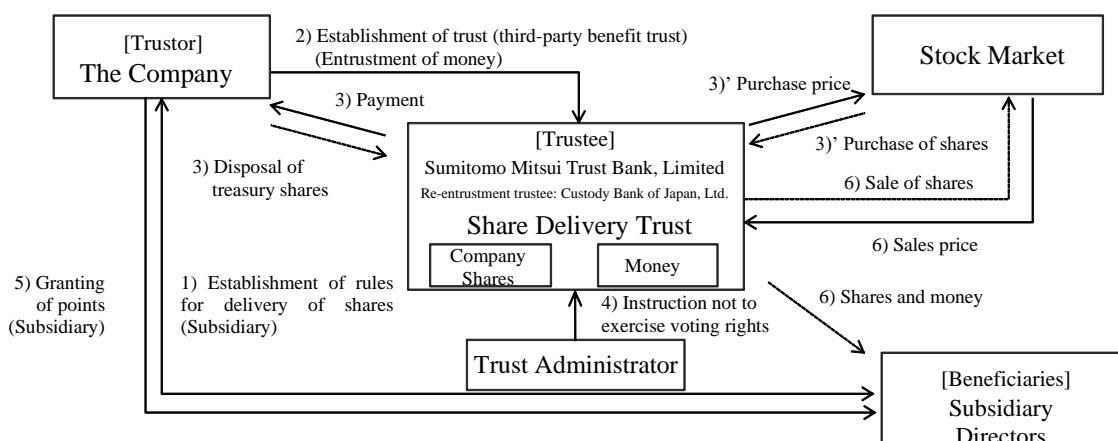 [Trustor]
The Company
2) Establishment of trust (third-party benefit trust)
(Entrustment of money)
Stock Market
3) Payment
3)’ Purchase price
[Trustee]
Sumitomo Mitsui Trust Bank, Limited
Re-entrustment trustee: Custody Bank of Japan, Ltd.
Share Delivery Trust
Company
Shares
Money
3) Disposal of
treasury shares
3)’ Purchase of shares
6) Sale of shares
6) Sales price
5) Granting
of points
(Subsidiary)
1) Establishment of rules
for delivery of shares
(Subsidiary)
4) Instruction not to
exercise voting rights
6) Shares and money
Trust Administrator
[Beneficiaries]
Subsidiary
Directors